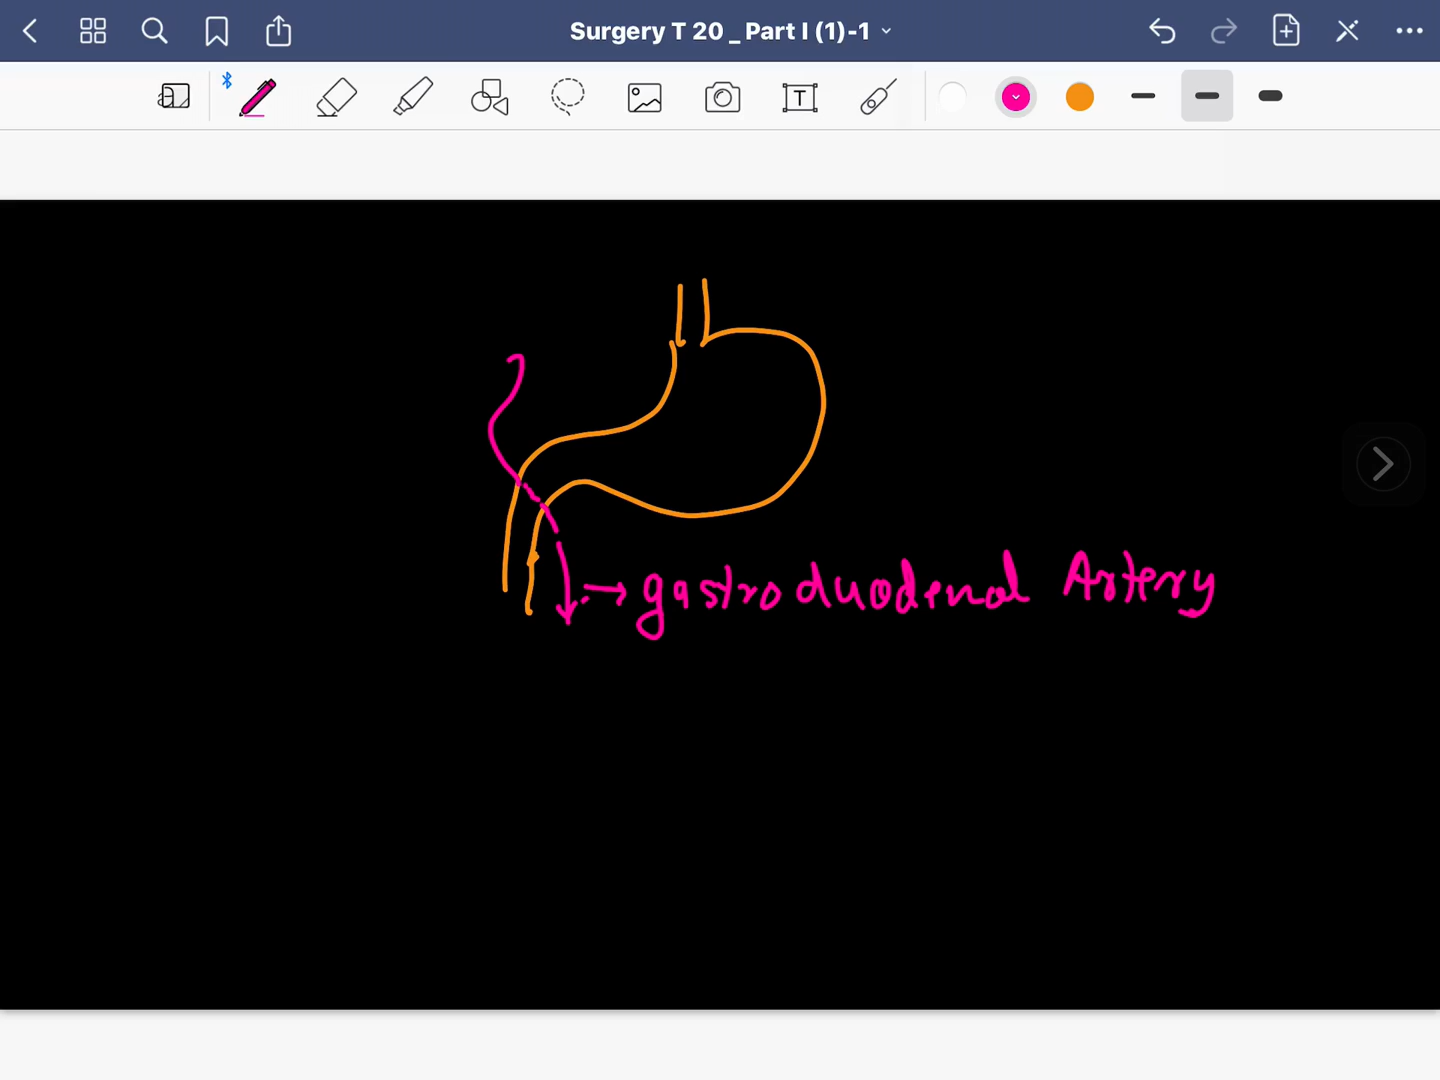 Surgery T 20 _ Part I (1)-1
→ gastroduodenal Artery